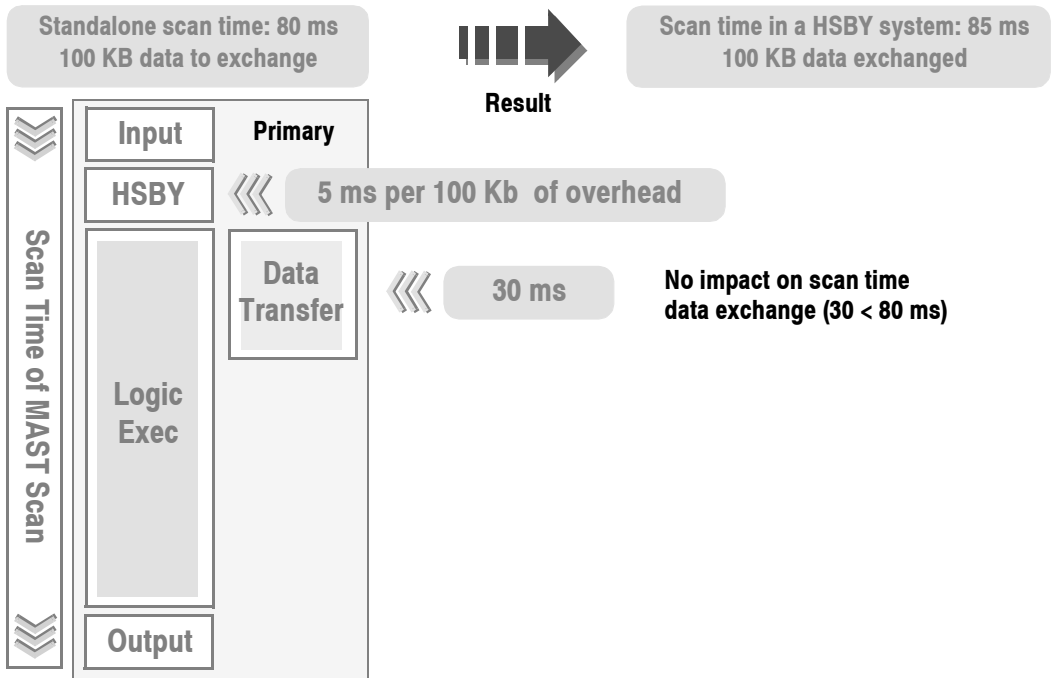 Standalone scan time: 80 ms
100 KB data to exchange
Result
Scan time in a HSBY system: 85 ms
100 KB data exchanged
Scan Time of MAST Scan
Input
Primary
HSBY
5 ms per 100 Kb of overhead
Data
Transfer
30 ms
No impact on scan time
data exchange (30 < 80 ms)
Logic
Exec
Output